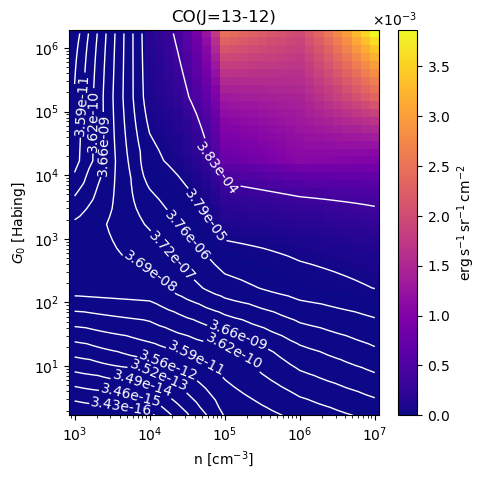 CO(J=13-12)
×10⁻³
10⁶
10⁵
10⁴
10³
10²
10¹
G₀ [Habing]
10³
10⁴
10⁵
10⁶
10⁷
n [cm⁻³]
3.59e-11
3.62e-10
3.66e-09
3.83e-04
3.79e-05
3.76e-06
3.72e-07
3.69e-08
3.66e-09
3.62e-10
3.59e-11
3.56e-12
3.52e-13
3.49e-14
3.46e-15
3.43e-16
3.5
3.0
2.5
2.0
1.5
1.0
0.5
0.0
erg s⁻¹ sr⁻¹ cm⁻²